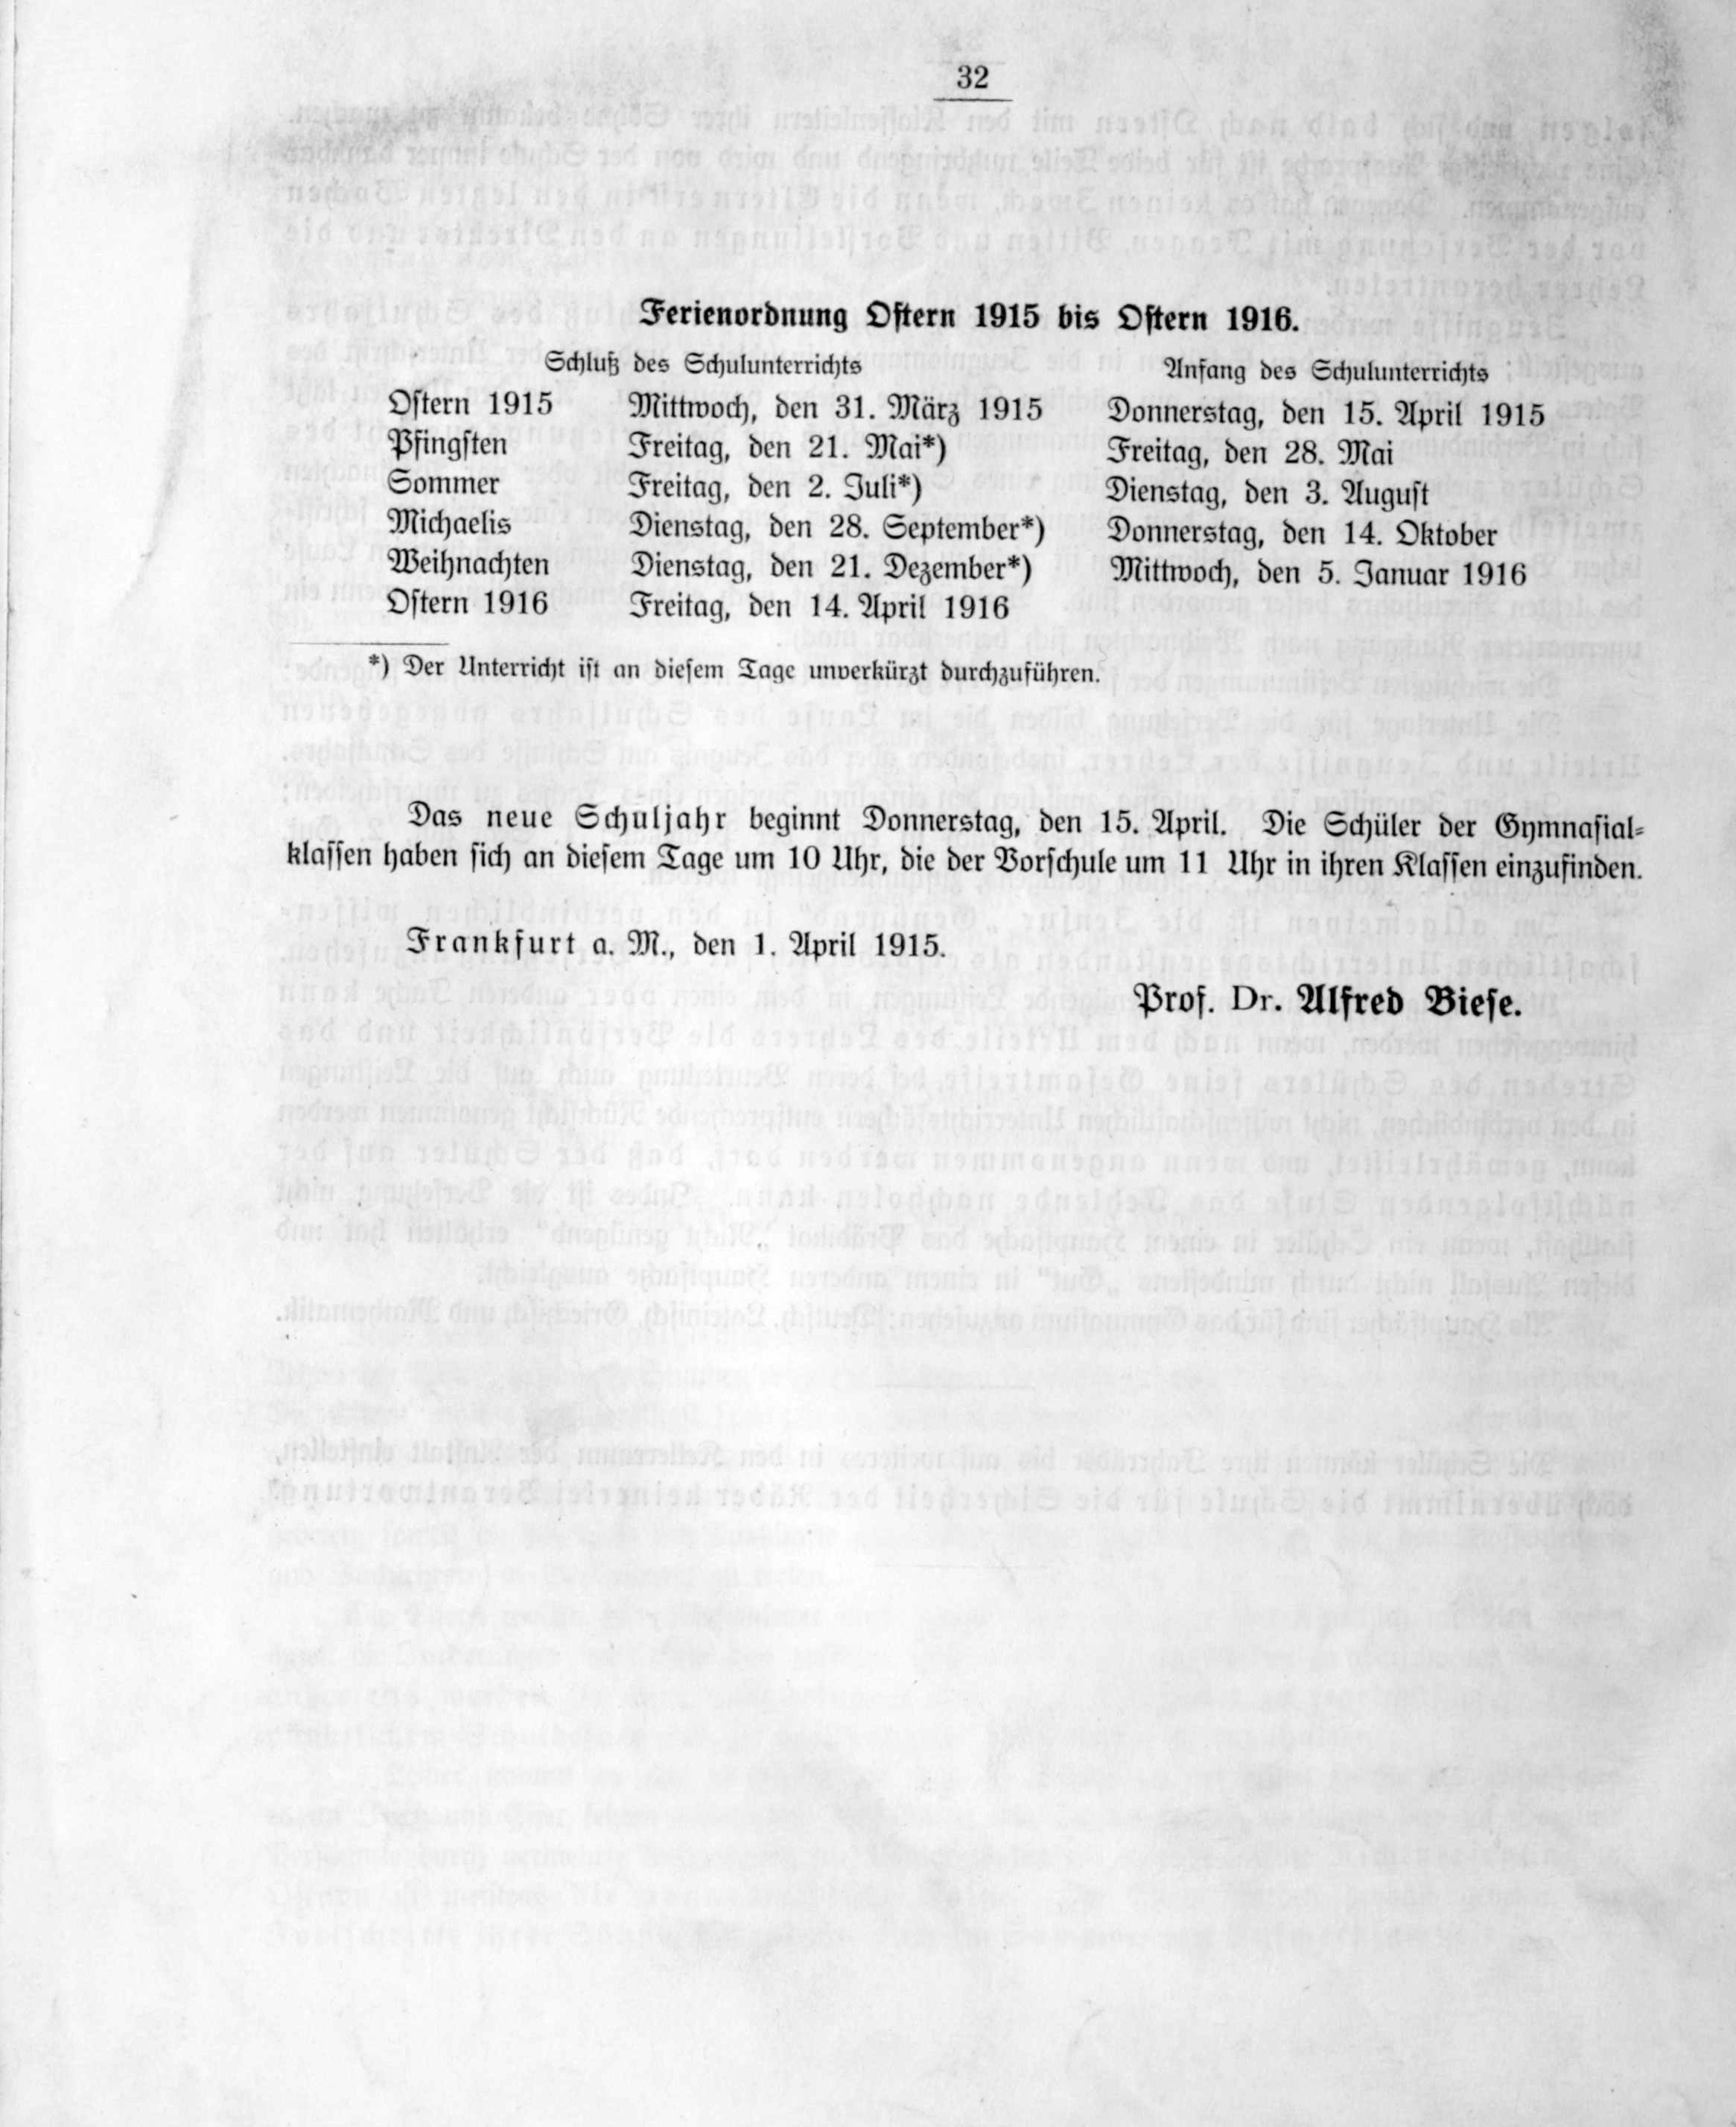 32
Ferienordnung Ostern 1915 bis Ostern 1916.
Schluß des Schulunterrichts Anfang des Schulunterrichts
Ostern 1915 Mittwoch, den 31. März 1915 Donnerstag, den 15. April 1915
Pfingsten Freitag, den 21. Mai*) Freitag, den 28. Mai
Sommer Freitag, den 2. Juli*) Dienstag, den 3. August
Michaelis Dienstag, den 28. September*) Donnerstag, den 14. Oktober
Weihnachten Dienstag, den 21. Dezember*) Mittwoch, den 5. Januar 1916
Ostern 1916 Freitag, den 14. April 1916
*) Der Unterricht ist an diesem Tage unverkürzt durchzuführen.
Das neue Schuljahr beginnt Donnerstag, den 15. April. Die Schüler der Gymnasial-
klassen haben sich an diesem Tage um 10 Uhr, die der Vorschule um 11 Uhr in ihren Klassen einzufinden.
Frankfurt a. M., den 1. April 1915.
Prof. Dr. Alfred Biese.